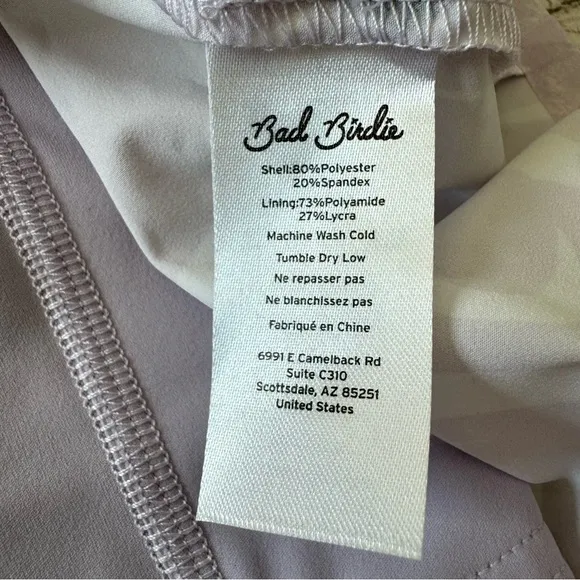 Bad Birdie
Shell:80%Polyester
20%Spandex
Lining:73%Polyamide
27%Lycra
Machine Wash Cold
Tumble Dry Low
Ne repasser pas
Ne blanchissez pas
Fabriqué en Chine
6991 E Camelback Rd
Suite C310
Scottsdale, AZ 85251
United States